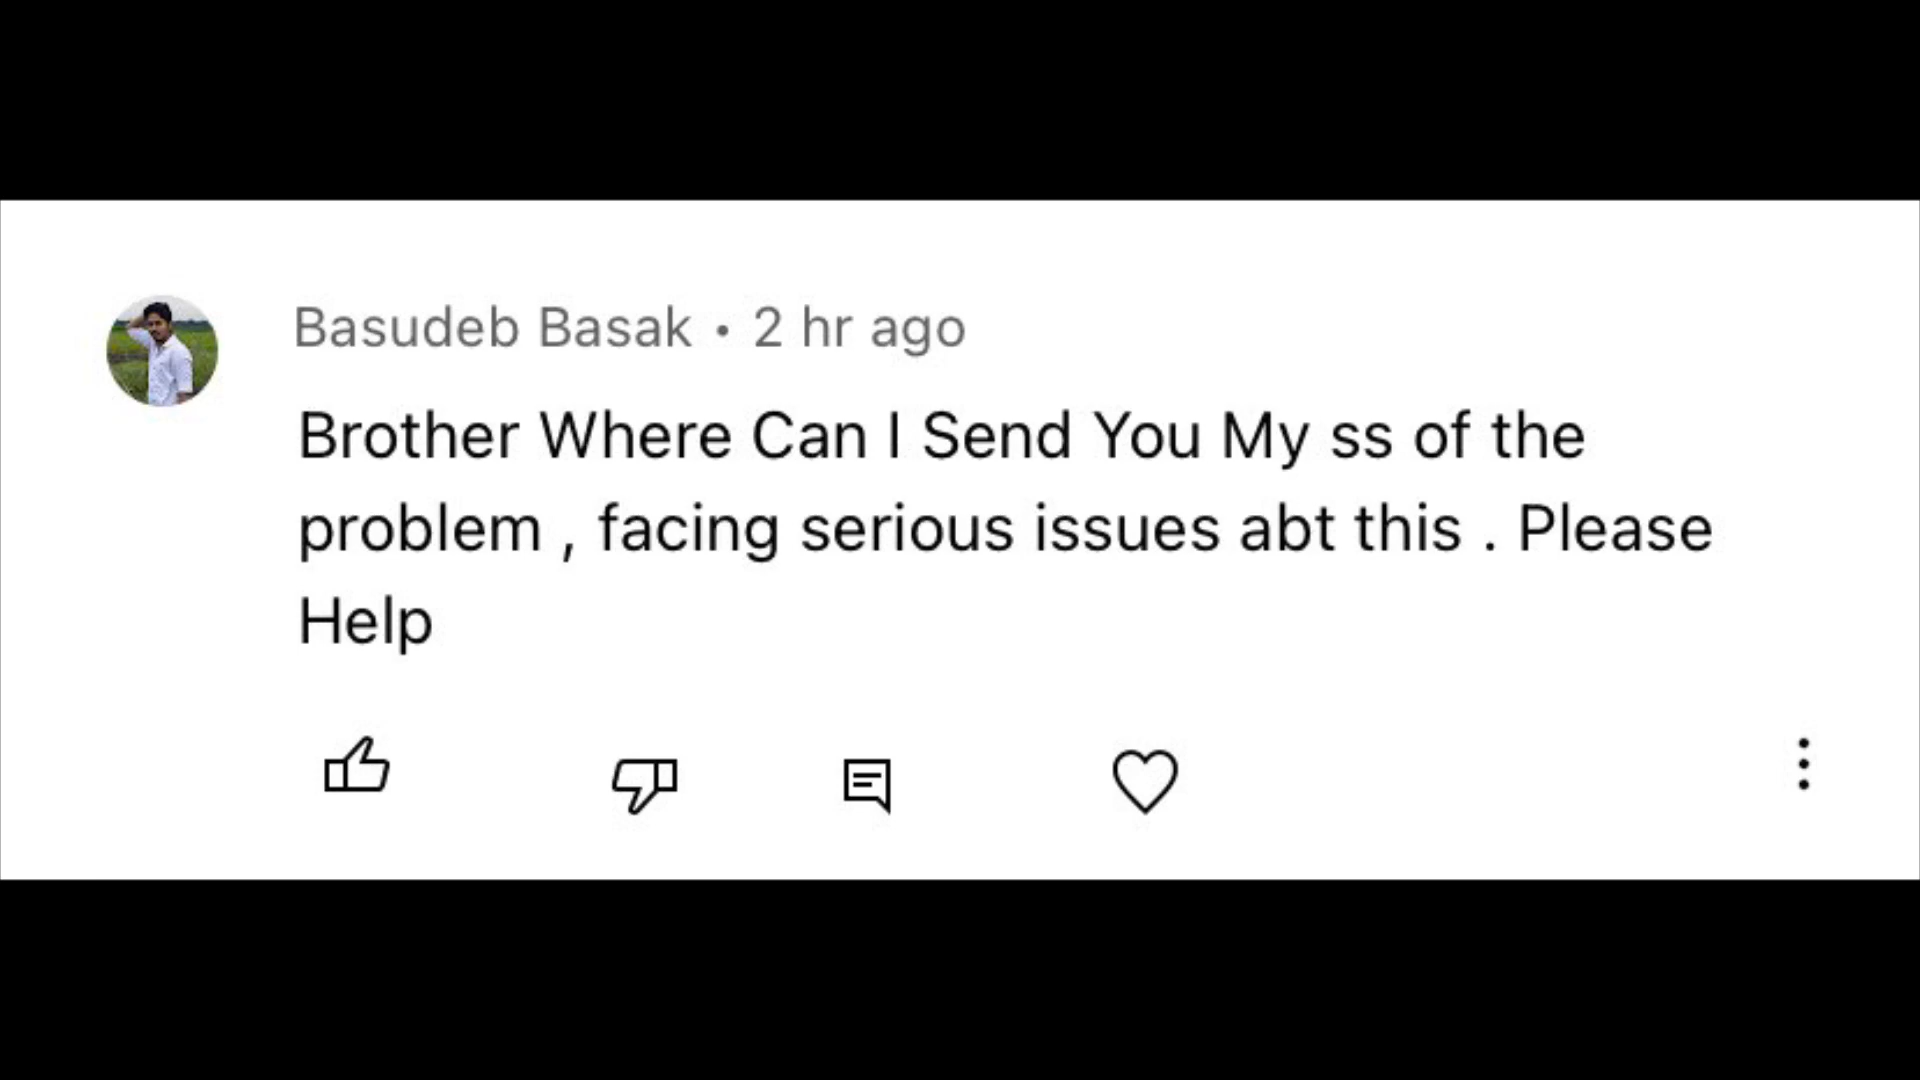 Basudeb Basak • 2 hr ago
Brother Where Can I Send You My ss of the
problem , facing serious issues abt this . Please
Help